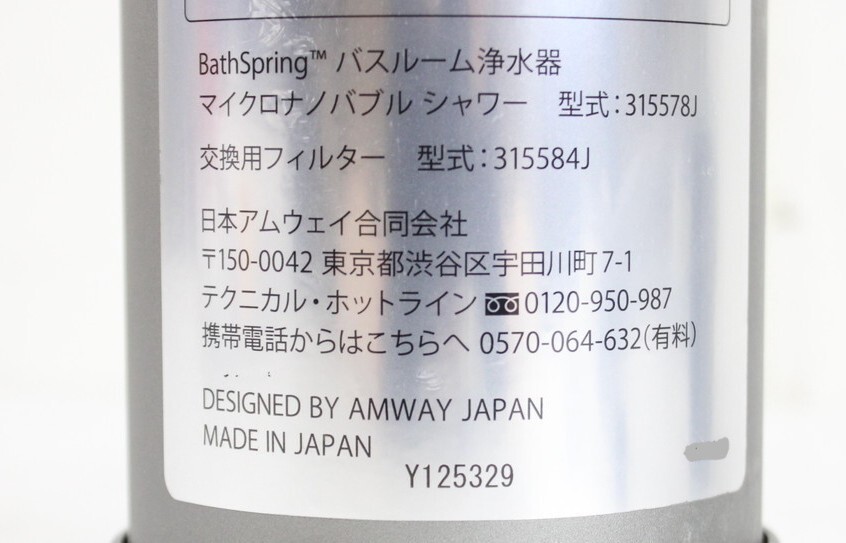 BathSpring™ バスルーム浄水器
マイクロナノバブル シャワー 型式：315578J
交換用フィルター 型式：315584J
日本アムウェイ合同会社
〒150-0042 東京都渋谷区宇田川町7-1
テクニカル・ホットライン 0120-950-987
携帯電話からはこちらへ 0570-064-632(有料)
DESIGNED BY AMWAY JAPAN
MADE IN JAPAN
Y125329